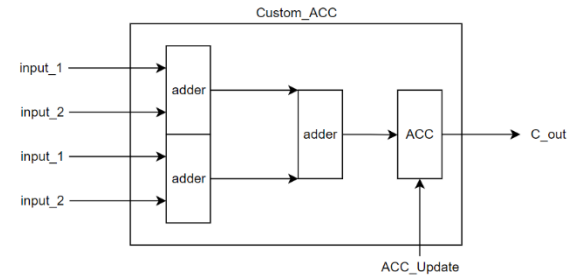 Custom_ACC
input_1
adder
input_2
adder
ACC
C_out
input_1
adder
input_2
ACC_Update